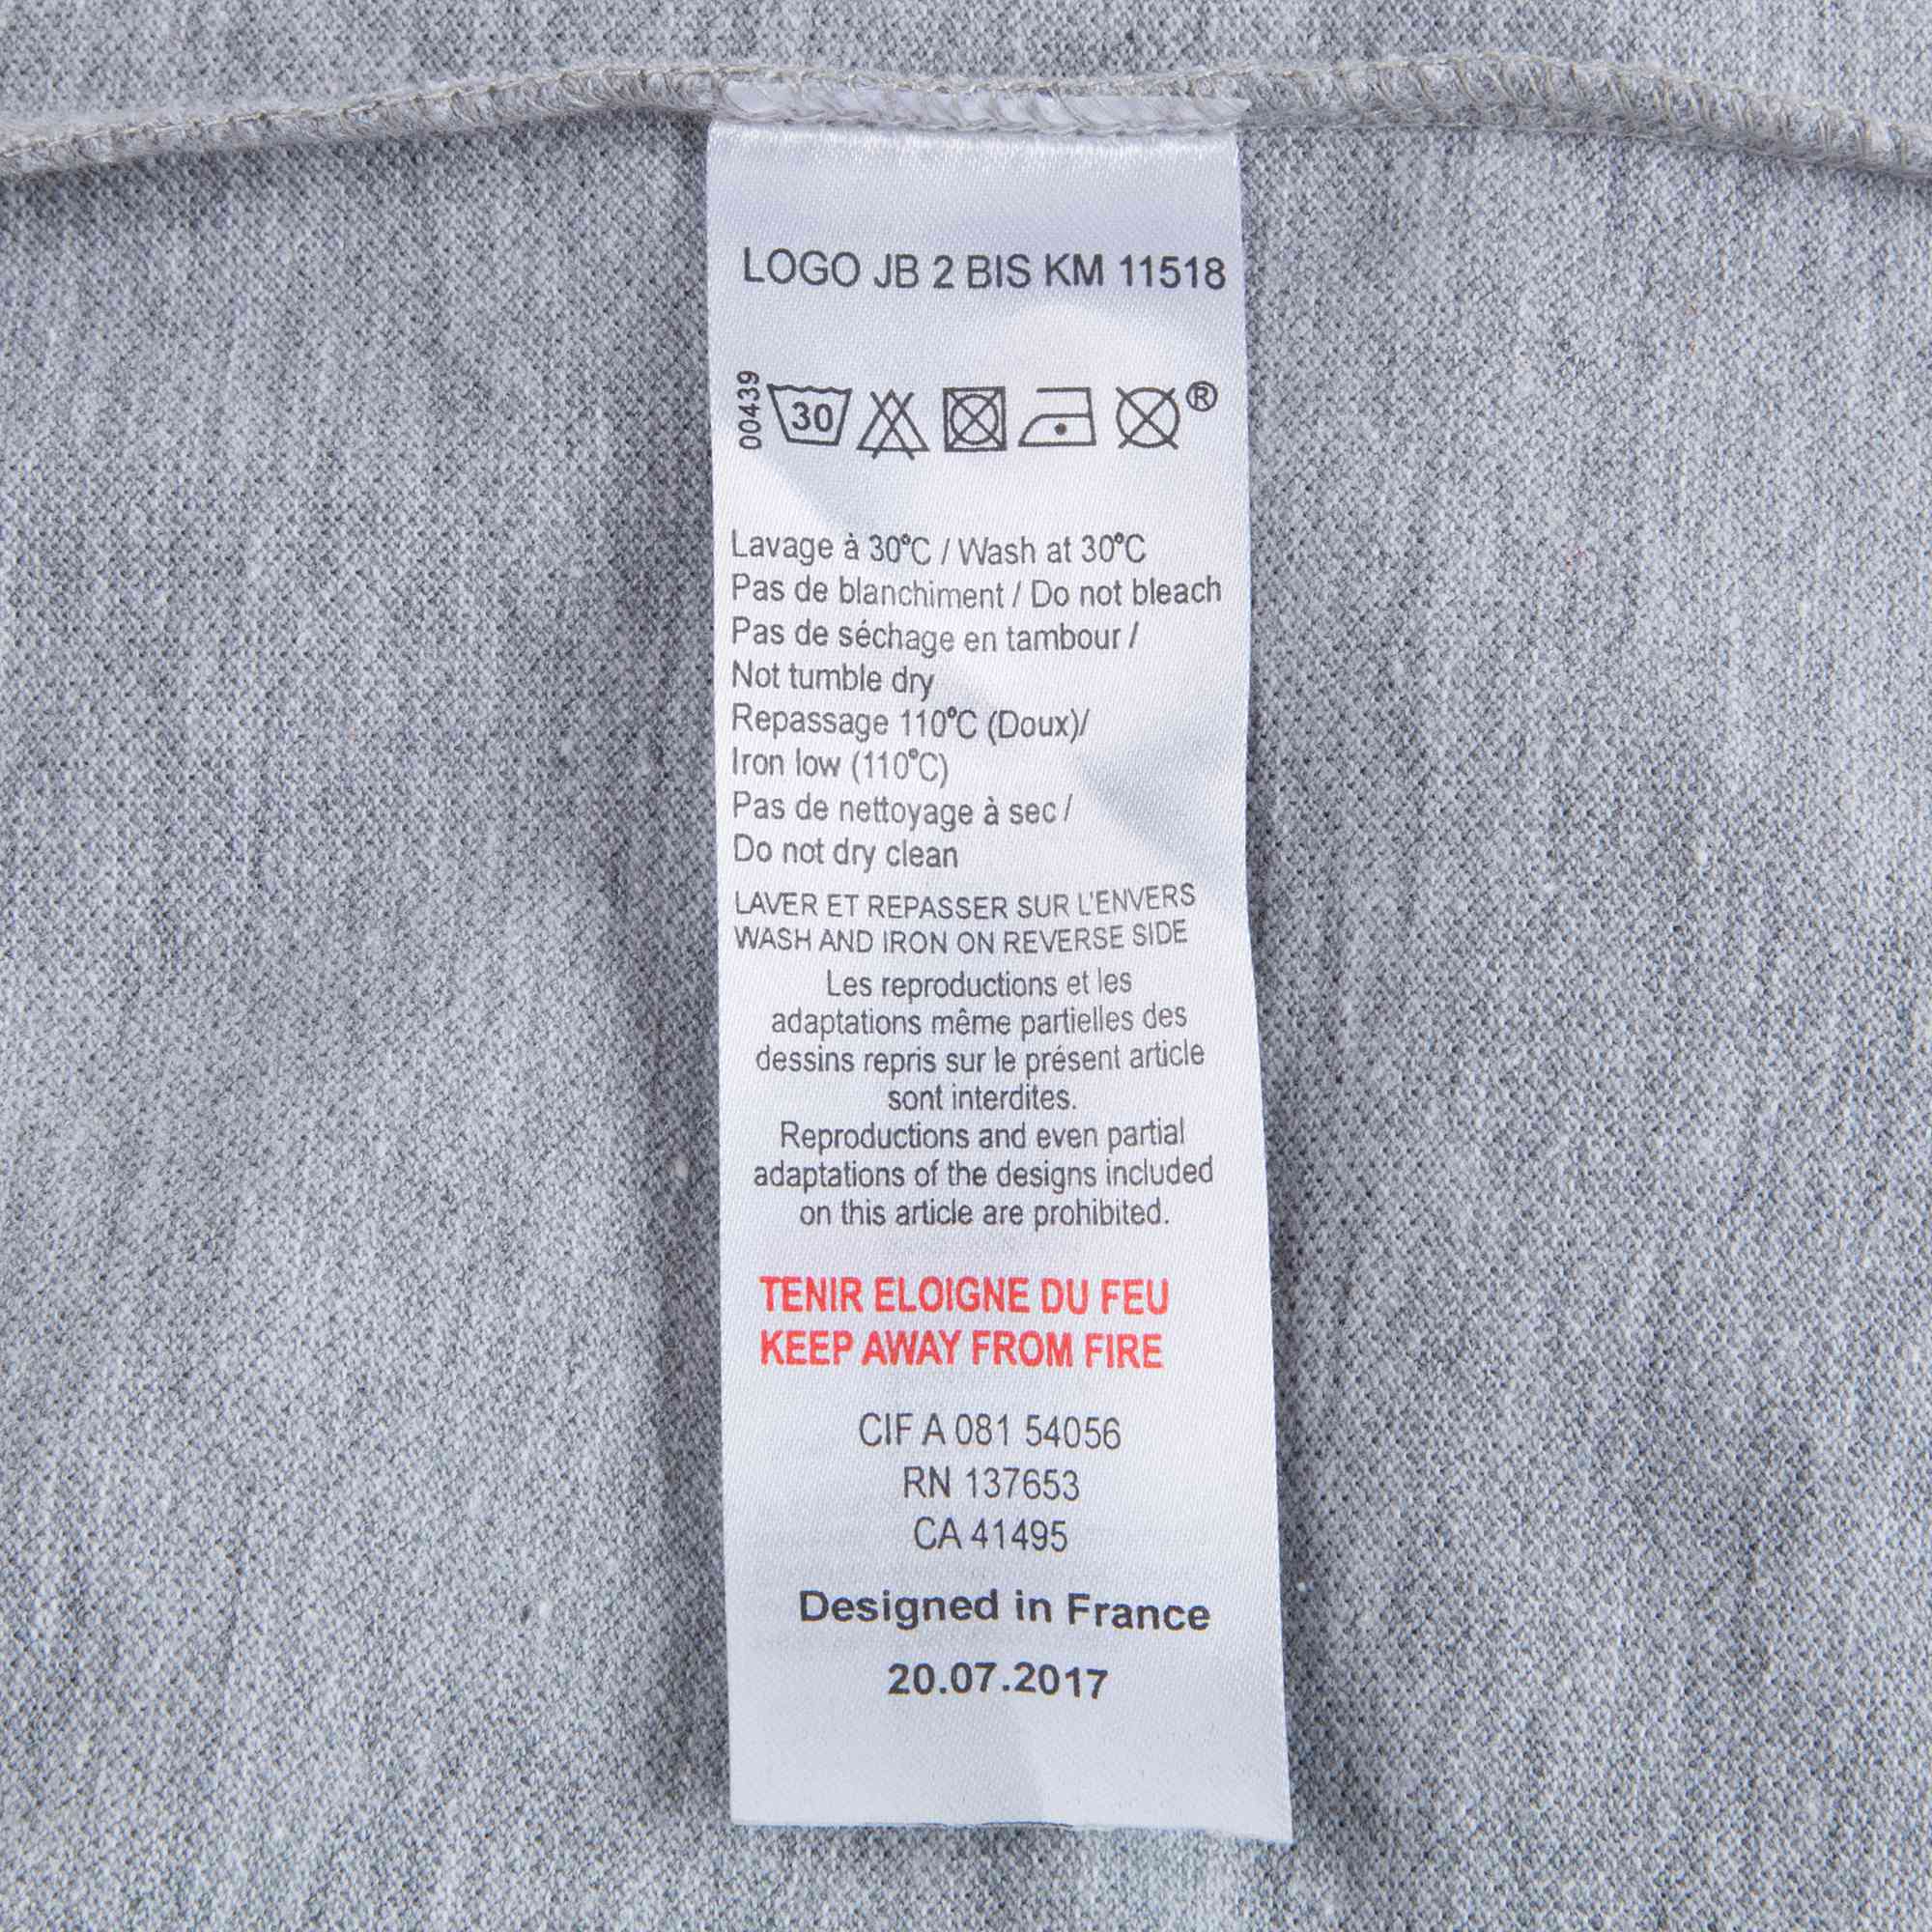 LOGO JB 2 BIS KM 11518
00439 30 ®
Lavage à 30°C / Wash at 30°C
Pas de blanchiment / Do not bleach
Pas de séchage en tambour /
Not tumble dry
Repassage 110°C (Doux)/
Iron low (110°C)
Pas de nettoyage à sec /
Do not dry clean
LAVER ET REPASSER SUR L'ENVERS
WASH AND IRON ON REVERSE SIDE
Les reproductions et les
adaptations même partielles des
dessins repris sur le présent article
sont interdites.
Reproductions and even partial
adaptations of the designs included
on this article are prohibited.
TENIR ELOIGNE DU FEU
KEEP AWAY FROM FIRE
CIF A 081 54056
RN 137653
CA 41495
Designed in France
20.07.2017